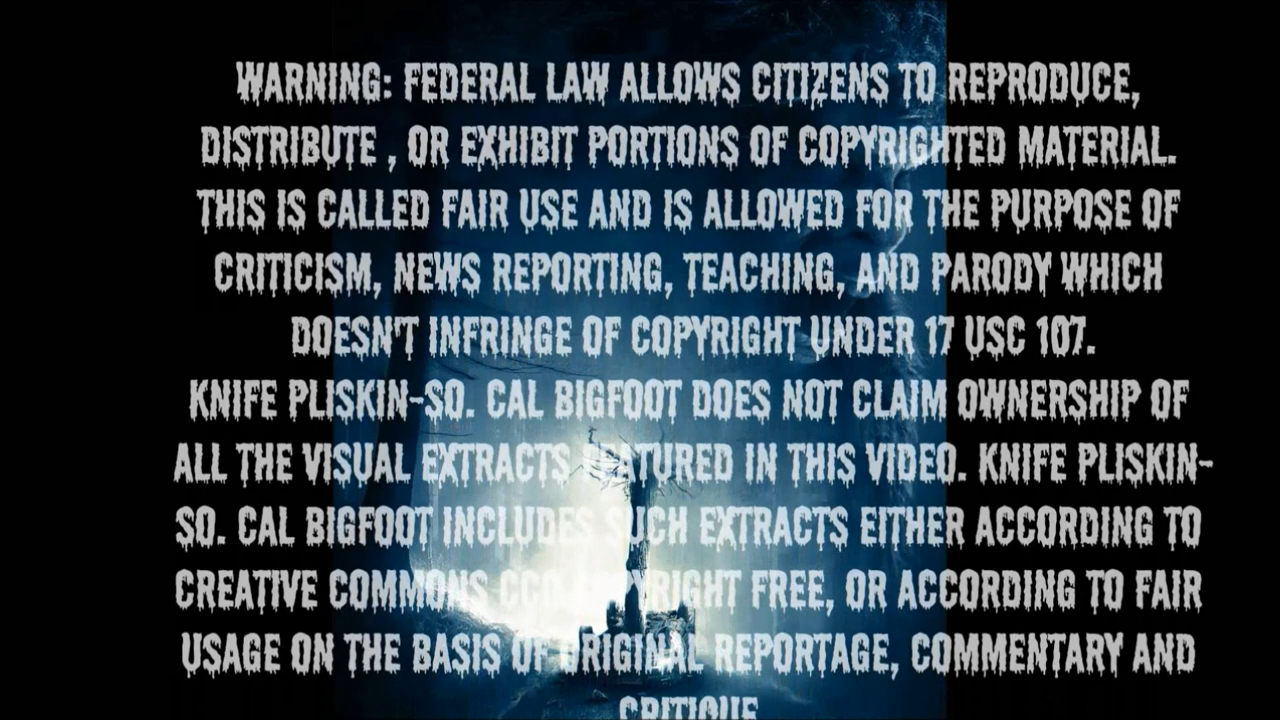 WARNING: FEDERAL LAW ALLOWS CITIZENS TO REPRODUCE,
DISTRIBUTE , OR EXHIBIT PORTIONS OF COPYRIGHTED MATERIAL.
THIS IS CALLED FAIR USE AND IS ALLOWED FOR THE PURPOSE OF
CRITICISM, NEWS REPORTING, TEACHING, AND PARODY WHICH
DOESN'T INFRINGE OF COPYRIGHT UNDER 17 USC 107.
KNIFE PLISKIN-SO. CAL BIGFOOT DOES NOT CLAIM OWNERSHIP OF
ALL THE VISUAL EXTRACTS FEATURED IN THIS VIDEO. KNIFE PLISKIN-
SO. CAL BIGFOOT INCLUDES SUCH EXTRACTS EITHER ACCORDING TO
CREATIVE COMMONS CCO COPYRIGHT FREE, OR ACCORDING TO FAIR
USAGE ON THE BASIS OF ORIGINAL REPORTAGE, COMMENTARY AND
CRITIQUE